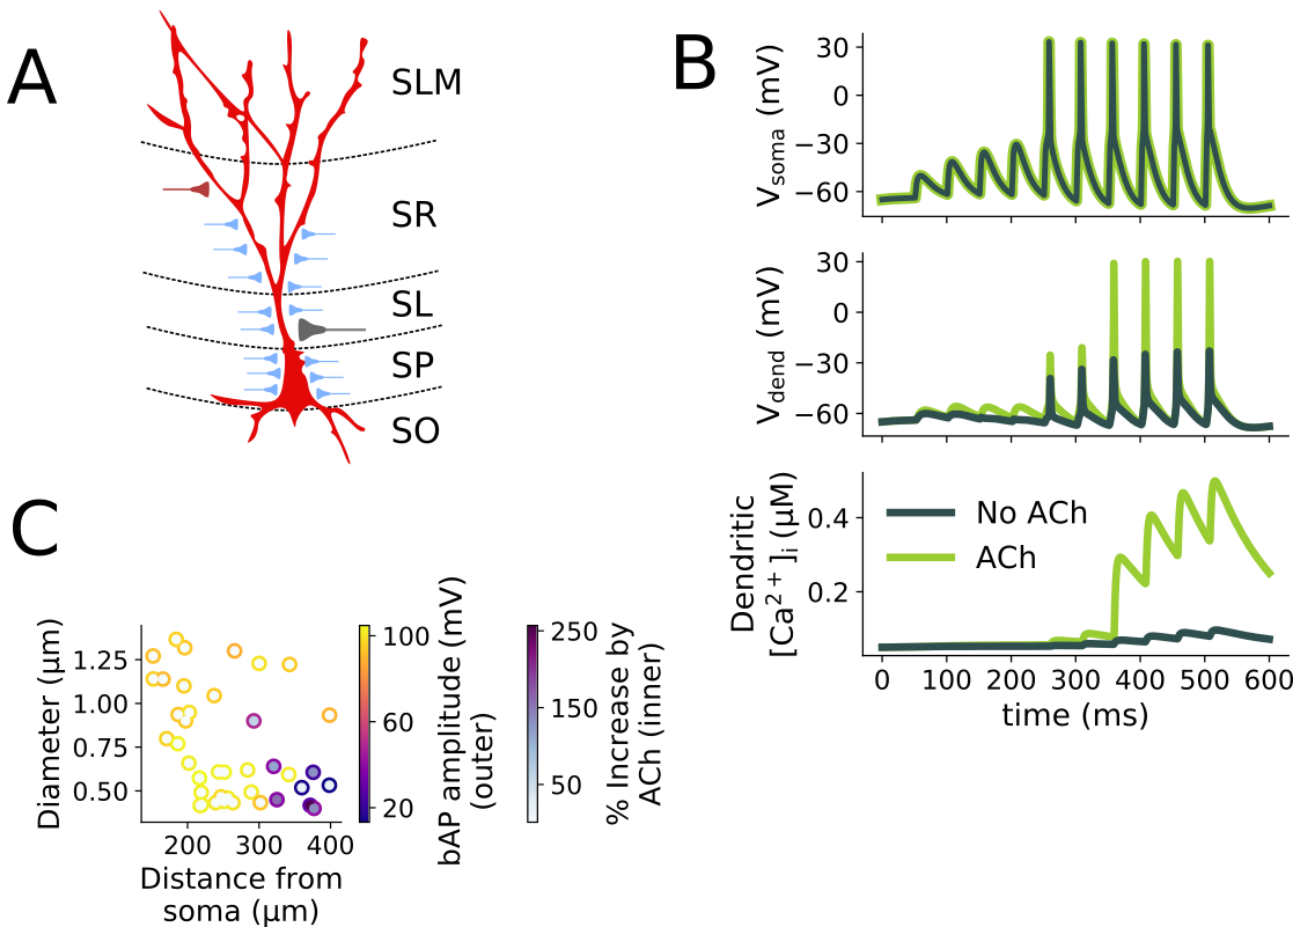 A
SLM
SR
SL
SP
SO
B
V_soma (mV)
30
0
−30
−60
V_dend (mV)
30
0
−30
−60
Dendritic
[Ca²⁺]ᵢ (μM)
0.4
0.2
No ACh
ACh
0 100 200 300 400 500 600
time (ms)
C
Diameter (μm)
1.25
1.00
0.75
0.50
200 300 400
Distance from
soma (μm)
100
60
20
bAP amplitude (mV)
(outer)
250
150
50
% Increase by
ACh (inner)